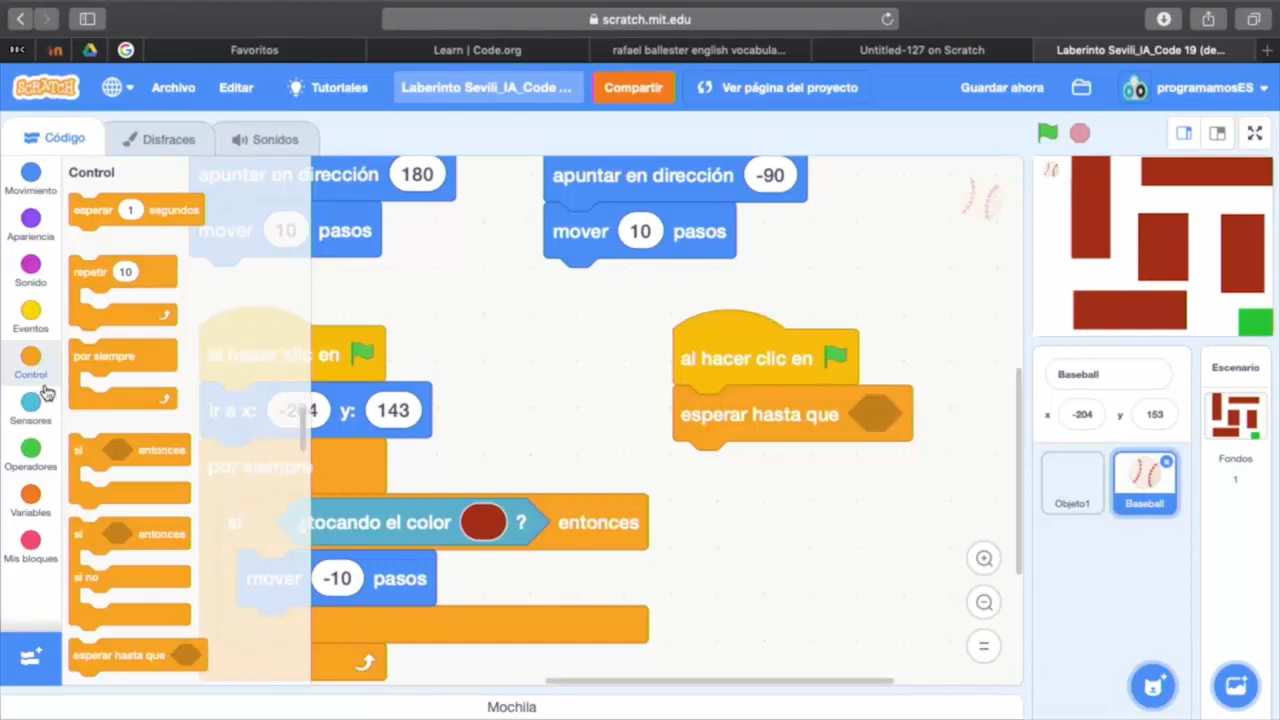 scratch.mit.edu
BBC
in
G
Favoritos
Learn | Code.org
rafael ballester english vocabula...
Untitled-127 on Scratch
Laberinto Sevili_IA_Code 19 (de...
SCRATCH
Archivo
Editar
Tutoriales
Laberinto Sevili_IA_Code ...
Compartir
Ver página del proyecto
Guardar ahora
programamosES
Código
Disfraces
Sonidos
Movimiento
Apariencia
Sonido
Eventos
Control
Sensores
Operadores
Variables
Mis bloques
Control
esperar 1 segundos
repetir 10
por siempre
si entonces
si entonces
si no
esperar hasta que
apuntar en dirección 180
mover 10 pasos
apuntar en dirección -90
mover 10 pasos
al hacer clic en
ir a x: -204 y: 143
por siempre
si ¿tocando el color ? entonces
mover -10 pasos
al hacer clic en
esperar hasta que
Baseball
x -204 y 153
Objeto1
Baseball
Escenario
Fondos
1
Mochila